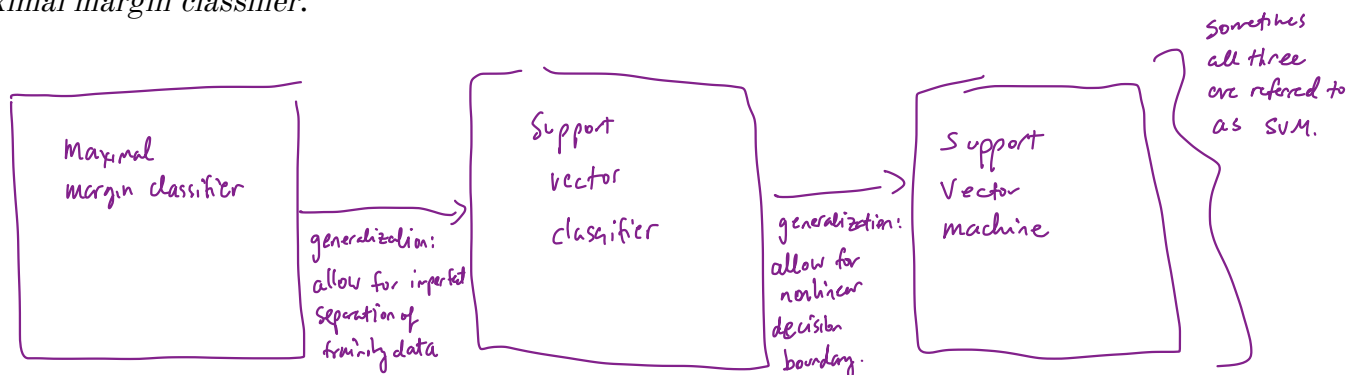 ximal margin classifier.
Maximal
margin classifier
generalization:
allow for imperfect
separation of
training data
Support
vector
classifier
generalization:
allow for
nonlinear
decision
boundary.
Support
Vector
machine
Sometimes
all three
are referred to
as SVM.